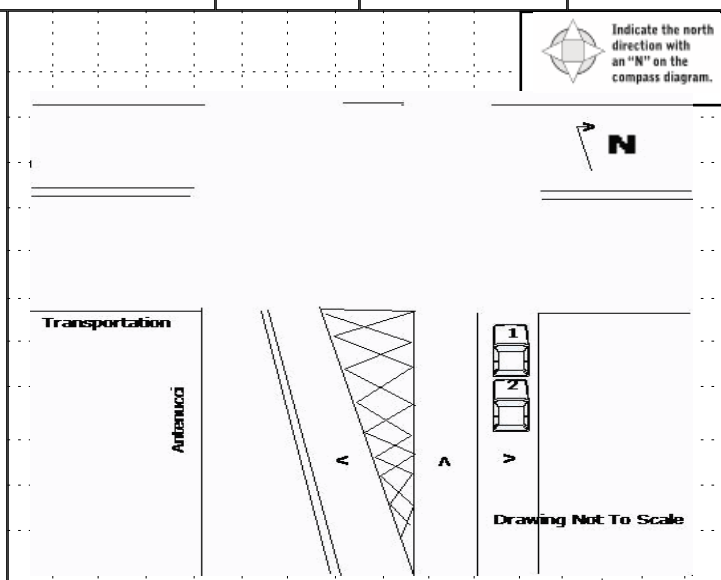 Indicate the north
direction with
an "N" on the
compass diagram.
N
Transportation
1
2
Antenucci
< ^ >
Drawing Not To Scale